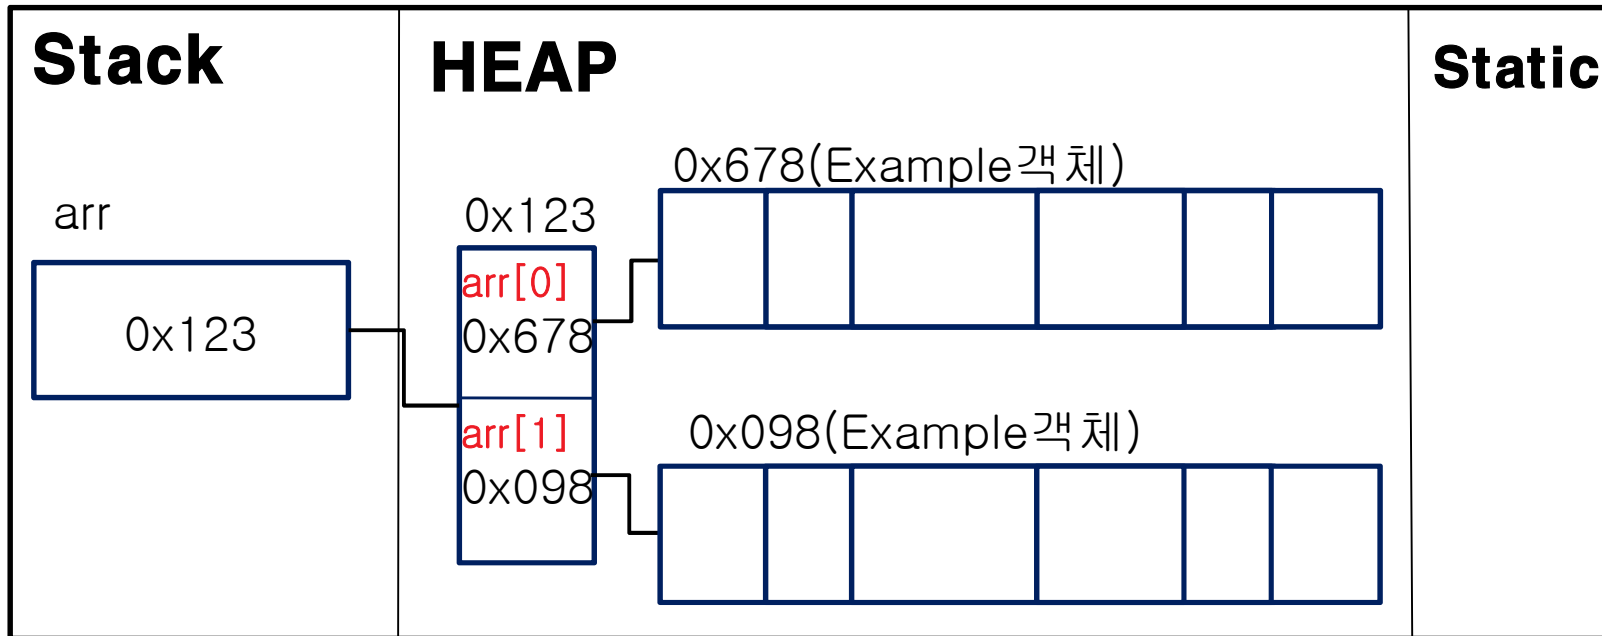 Stack
HEAP
Static
0x678(Example객체)
arr
0x123
arr[0]
0x678
0x123
arr[1]
0x098
0x098(Example객체)